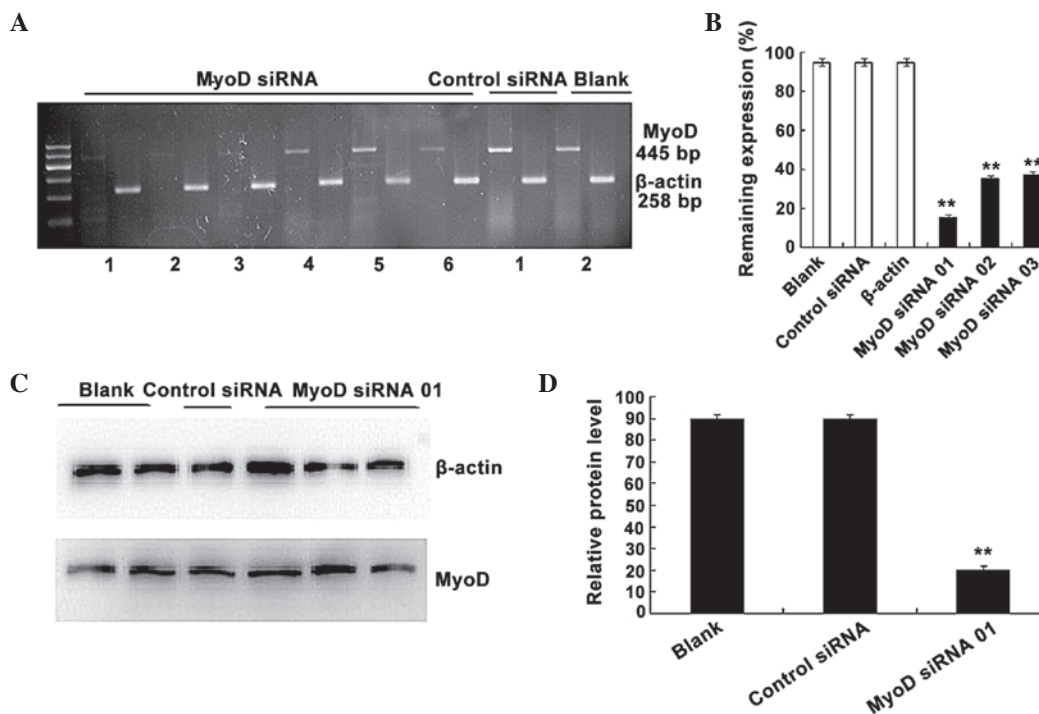 A
MyoD siRNA Control siRNA Blank
MyoD
445 bp
β-actin
258 bp
1 2 3 4 5 6 1 2
B
Remaining expression (%)
100
80
60
40
20
0
** ** **
Blank
Control siRNA
β-actin
MyoD siRNA 01
MyoD siRNA 02
MyoD siRNA 03
C
Blank Control siRNA MyoD siRNA 01
β-actin
MyoD
D
Relative protein level
100
90
80
70
60
50
40
30
20
10
0
**
Blank
Control siRNA
MyoD siRNA 01